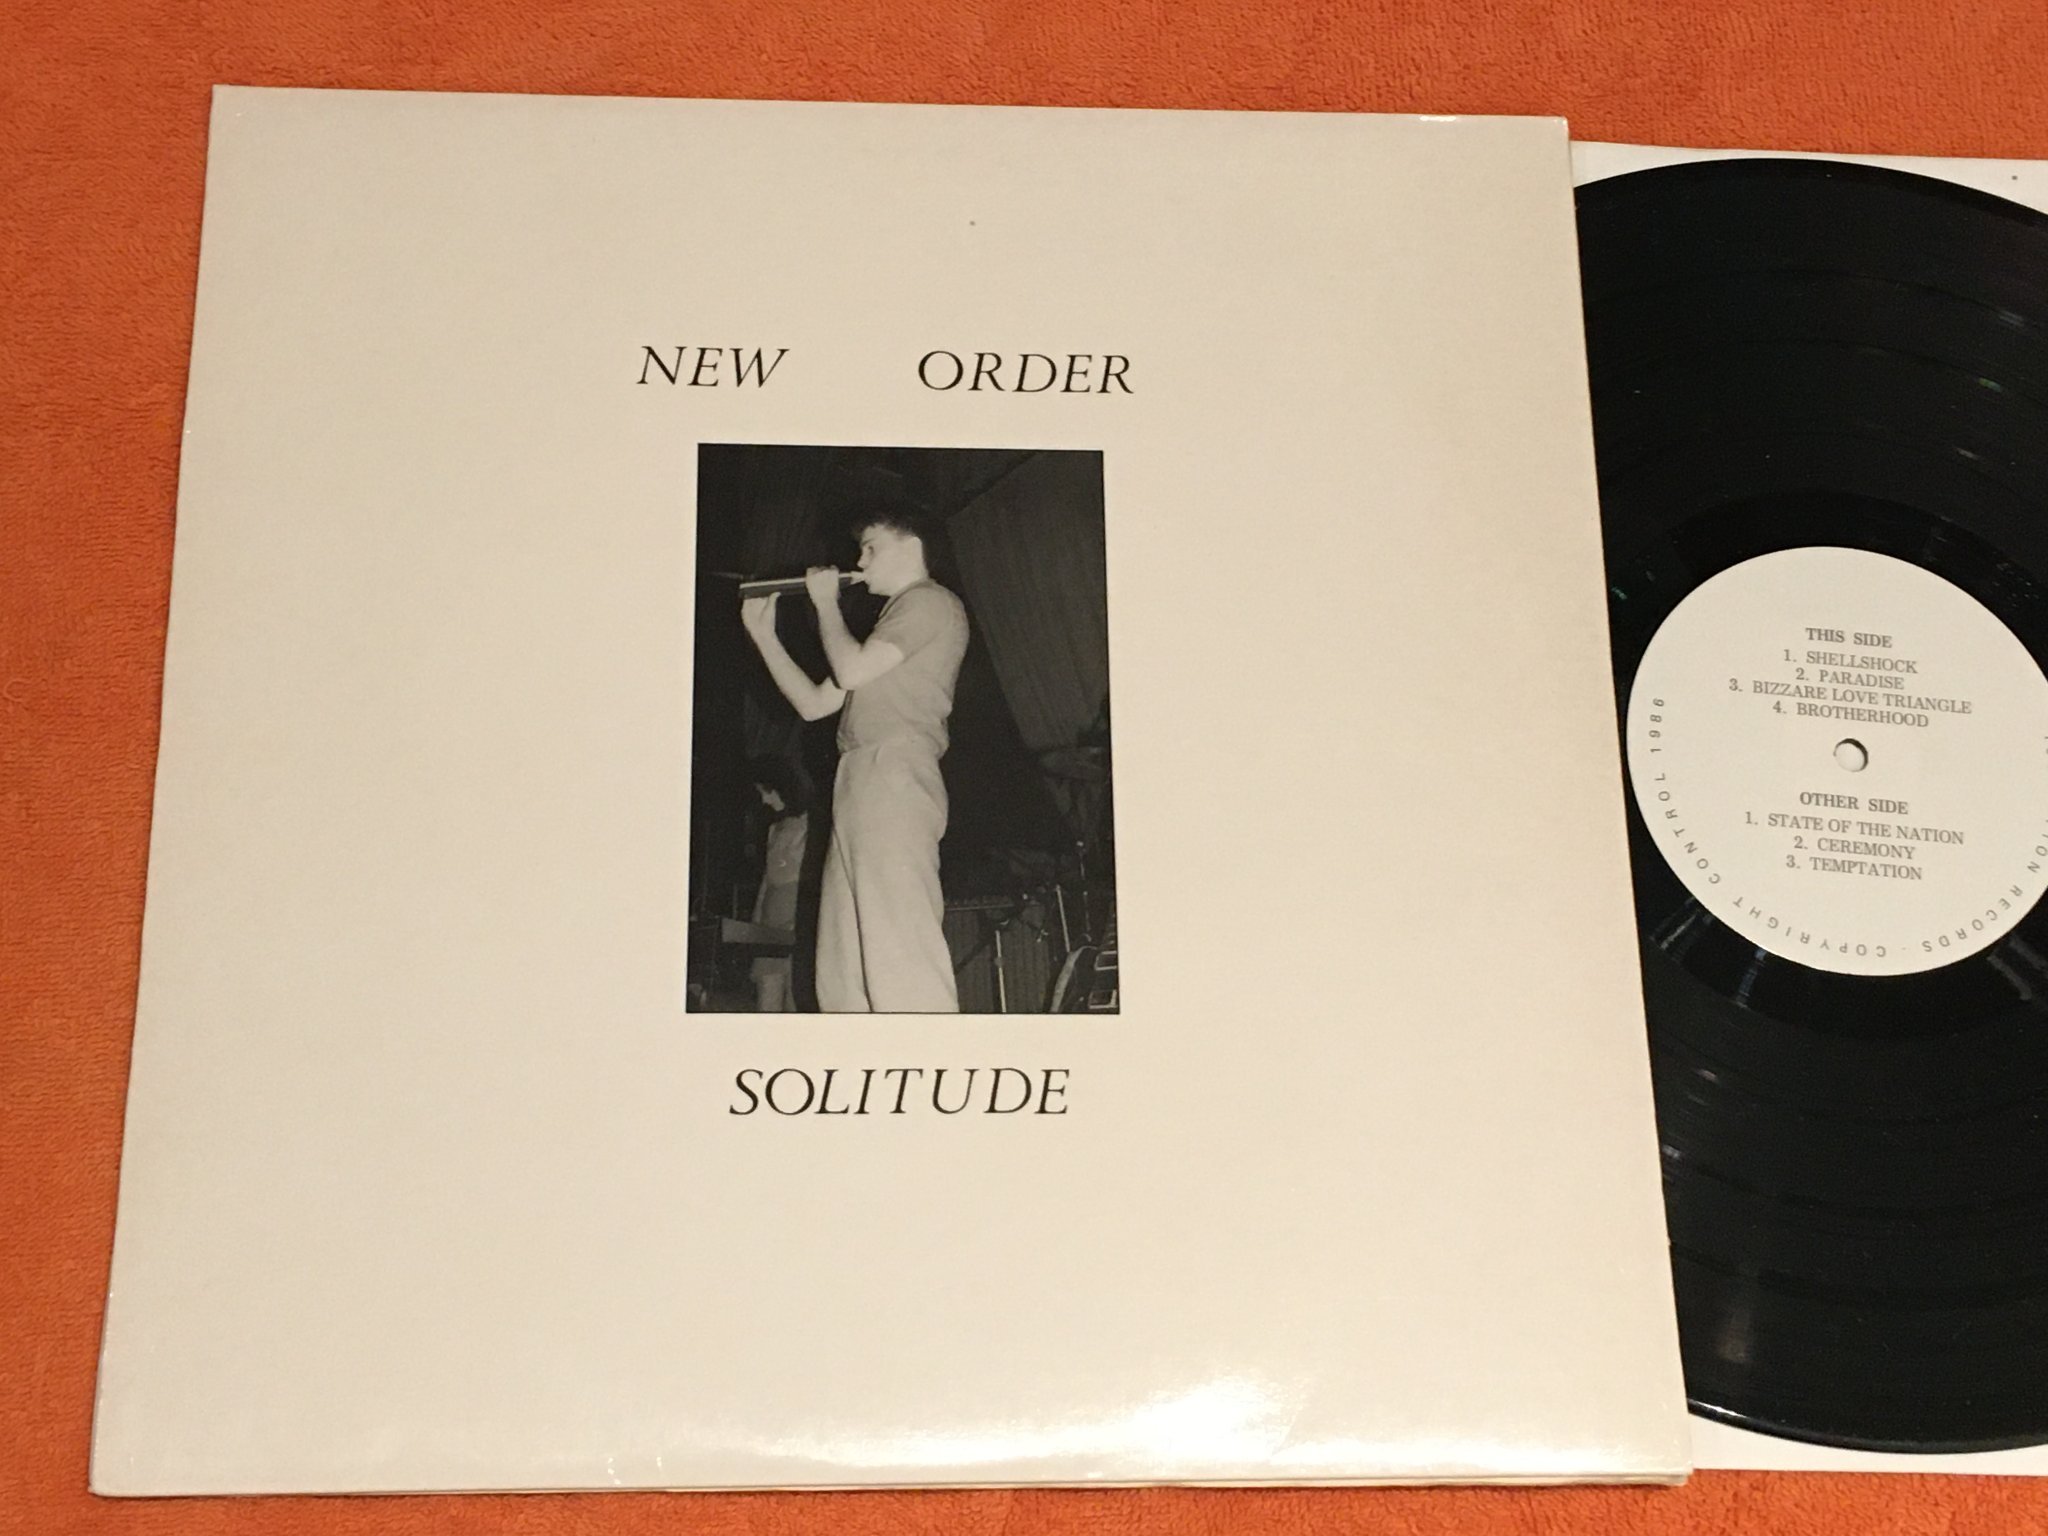 NEW ORDER
SOLITUDE
THIS SIDE
1. SHELLSHOCK
2. PARADISE
3. BIZZARE LOVE TRIANGLE
4. BROTHERHOOD
OTHER SIDE
1. STATE OF THE NATION
2. CEREMONY
3. TEMPTATION
RECORDS - COPYRIGHT CONTROL 1986